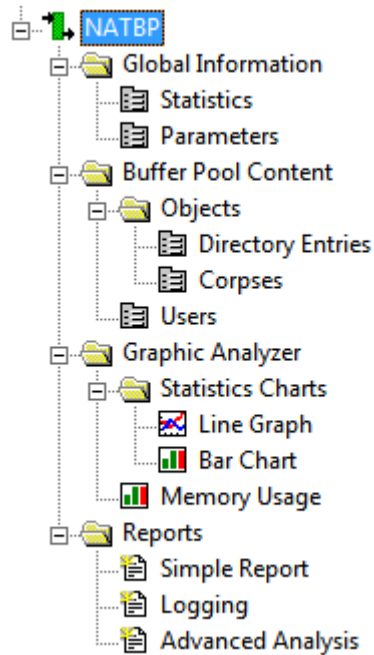 NATBP
Global Information
Statistics
Parameters
Buffer Pool Content
Objects
Directory Entries
Corpses
Users
Graphic Analyzer
Statistics Charts
Line Graph
Bar Chart
Memory Usage
Reports
Simple Report
Logging
Advanced Analysis